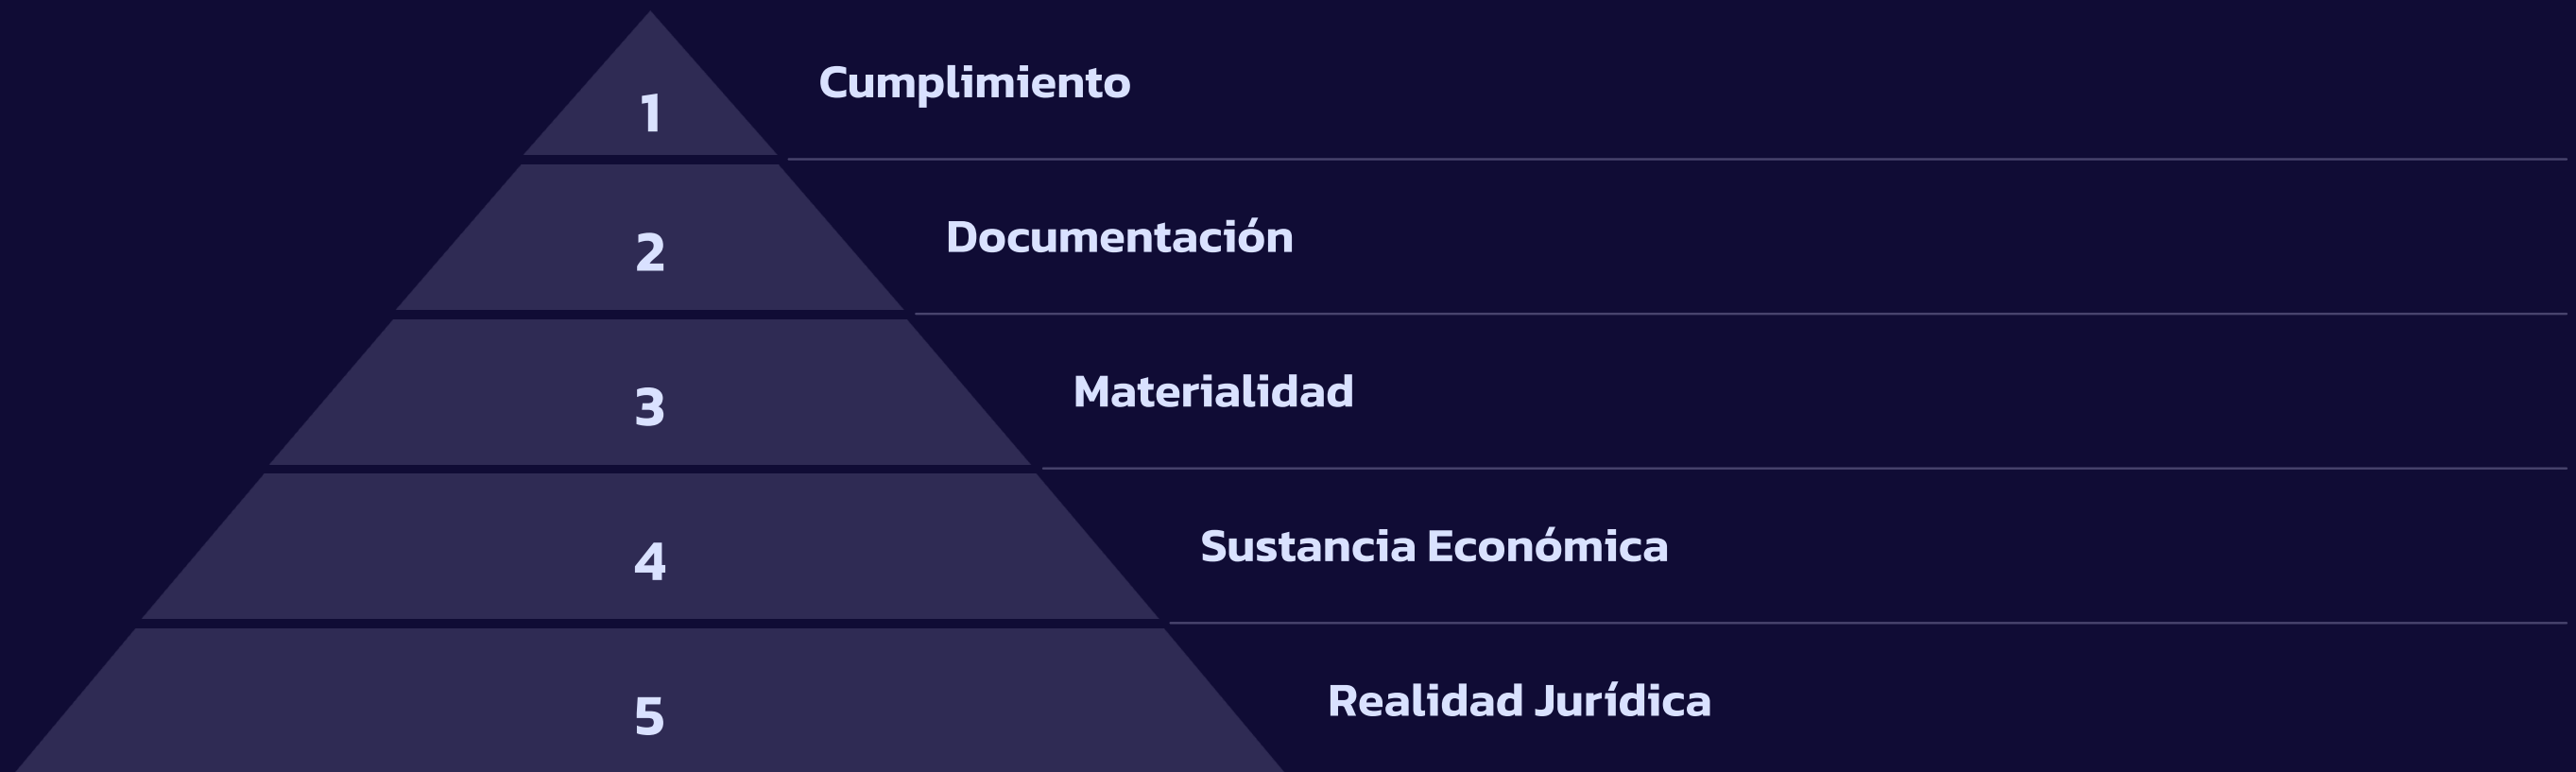 1
Cumplimiento
2
Documentación
3
Materialidad
4
Sustancia Económica
5
Realidad Jurídica